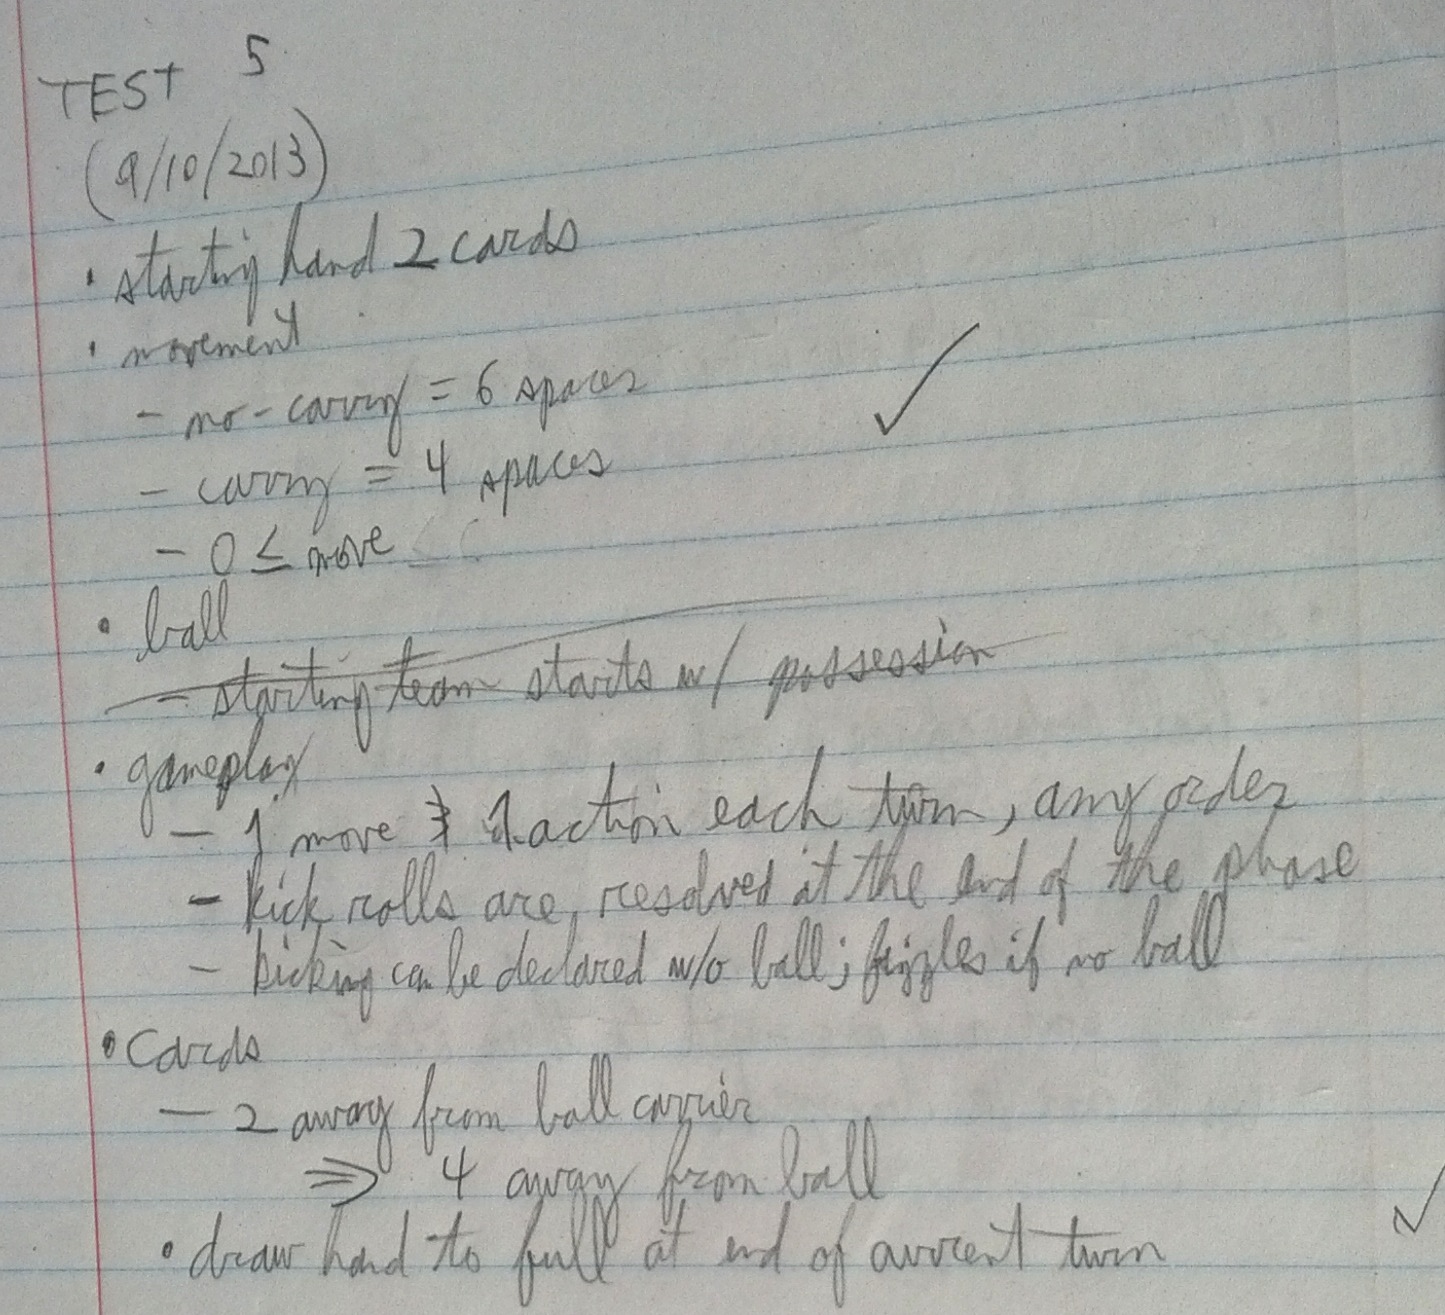 TEST 5
(9/10/2013)
• starting hand 2 cards
• movement
- no-carry = 6 spaces
- carry = 4 spaces
- 0 ≤ move
• ball
- starting team starts w/ possession
• gameplay
- 1 move & 1 action each turn, any order
- kick rolls are resolved at the end of the phase
- kicking can be declared w/o ball; fizzles if no ball
• Cards
- 2 away from ball carrier
⇒ 4 away from ball
• draw hand to full at end of current turn